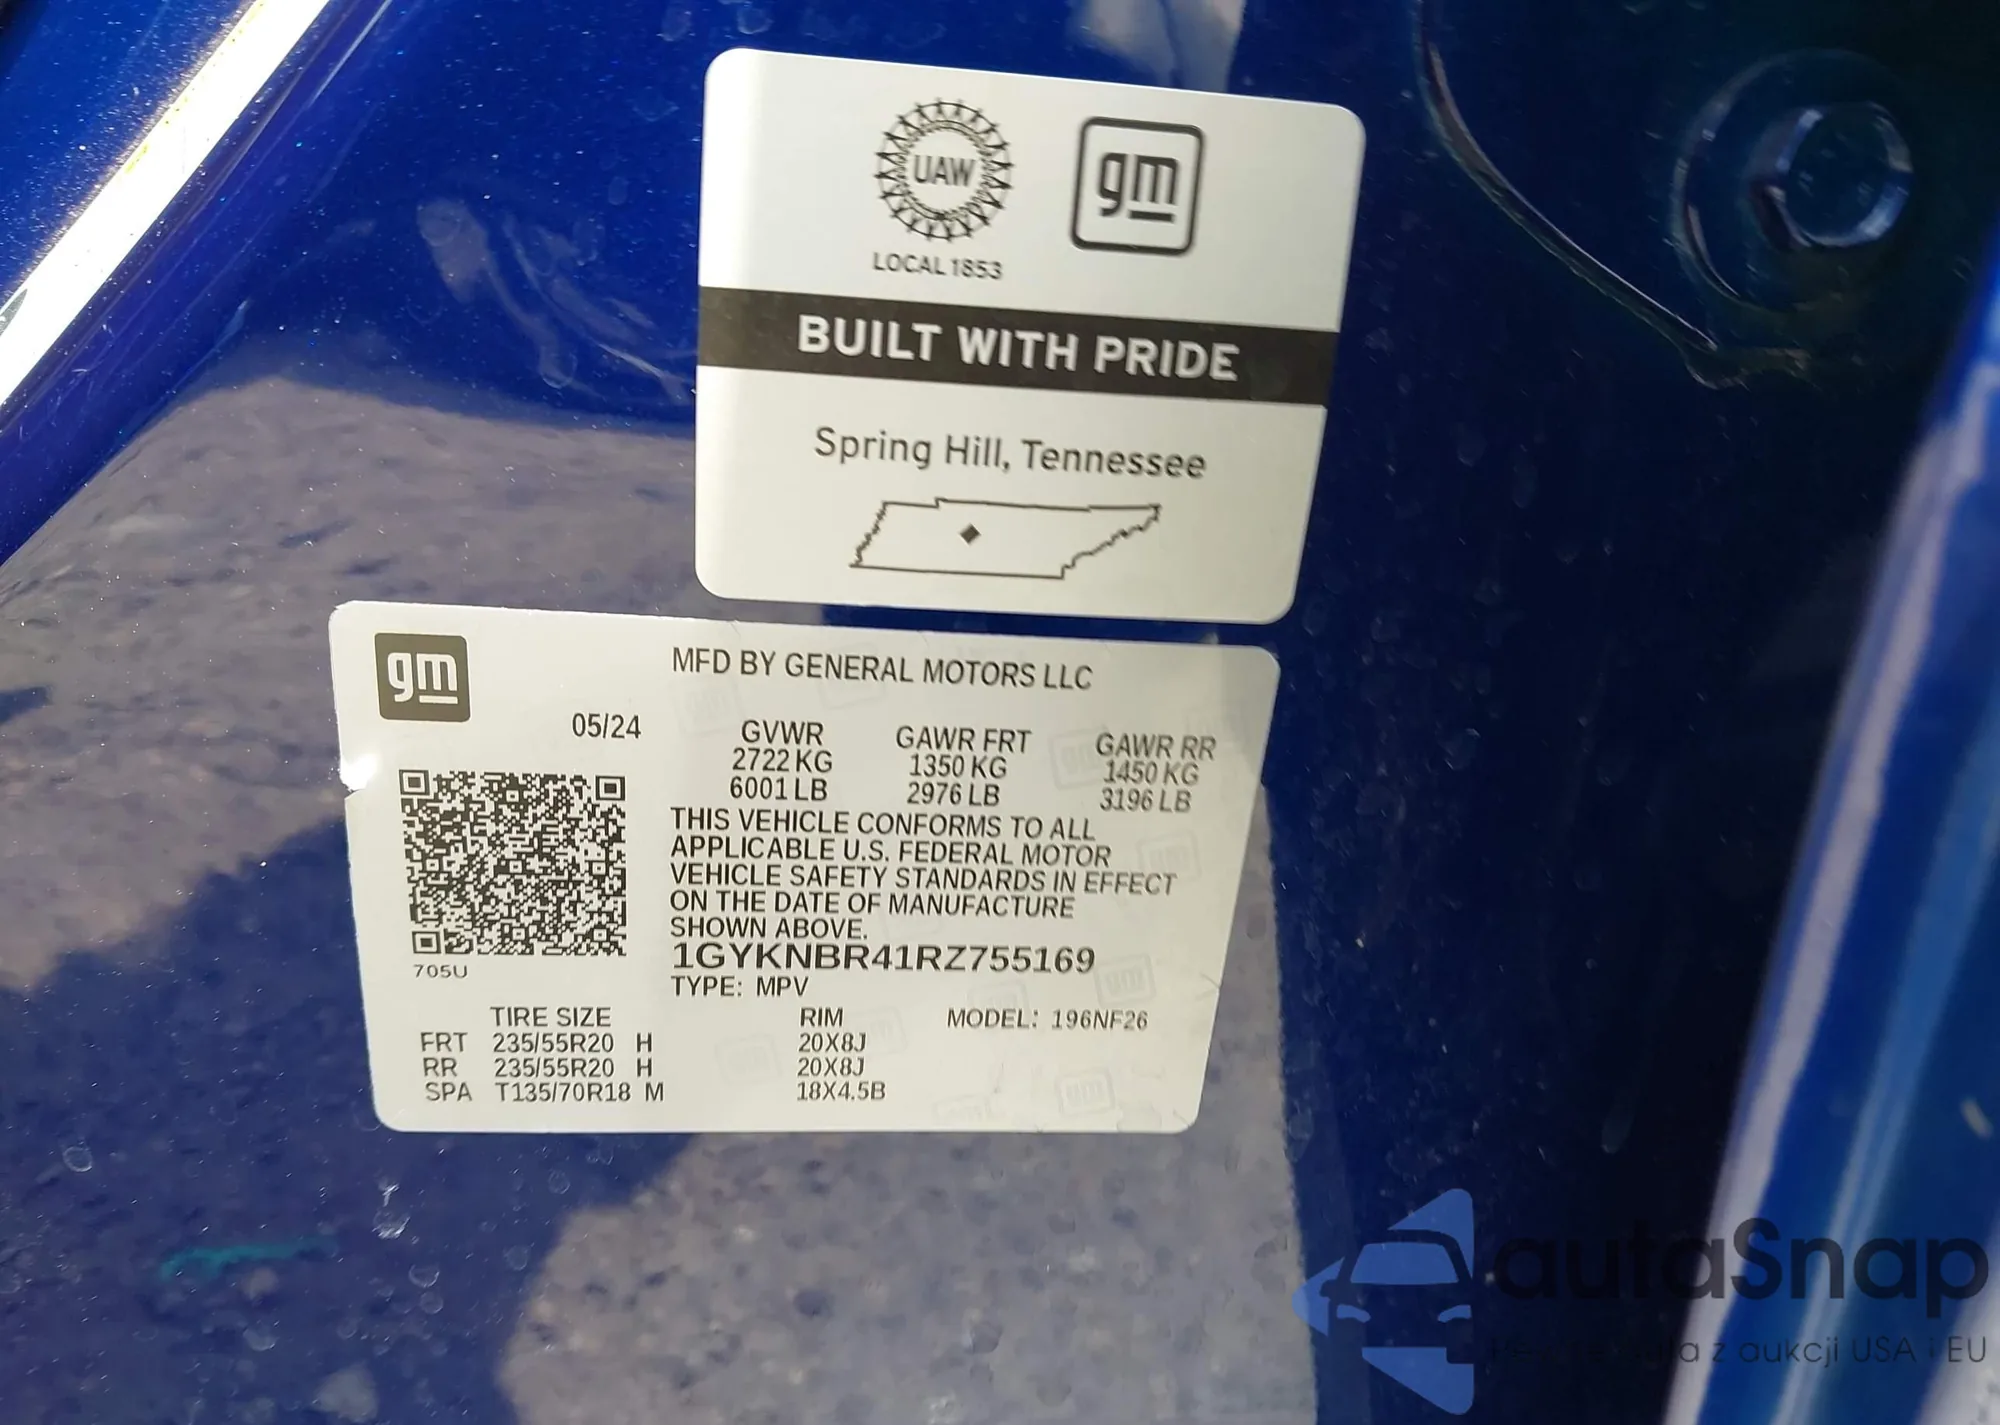 UAW
gm
LOCAL 1853
BUILT WITH PRIDE
Spring Hill, Tennessee
gm
MFD BY GENERAL MOTORS LLC
05/24
GVWR GAWR FRT GAWR RR
2722 KG 1350 KG 1450 KG
6001 LB 2976 LB 3196 LB
THIS VEHICLE CONFORMS TO ALL
APPLICABLE U.S. FEDERAL MOTOR
VEHICLE SAFETY STANDARDS IN EFFECT
ON THE DATE OF MANUFACTURE
SHOWN ABOVE.
1GYKNBR41RZ755169
705U
TYPE: MPV
TIRE SIZE RIM MODEL: 196NF26
FRT 235/55R20 H 20X8J
RR 235/55R20 H 20X8J
SPA T135/70R18 M 18X4.5B
autaSnap
z aukcji USA i EU